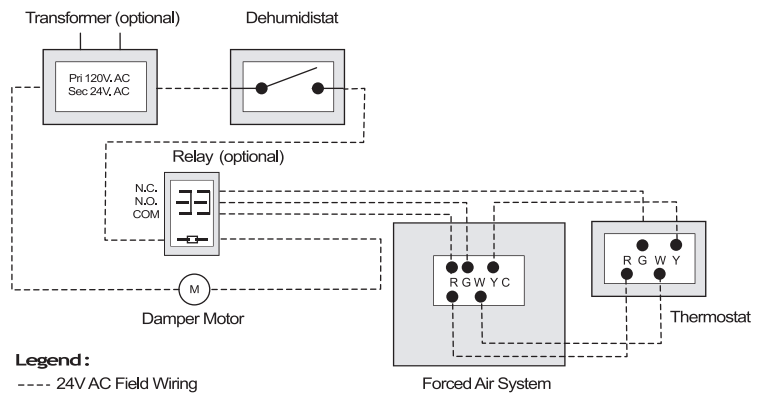 Transformer (optional)
Dehumidistat
Pri 120V. AC
Sec 24V. AC
Relay (optional)
N.C.
N.O.
COM
R G W Y
R G W Y C
M
Damper Motor
Thermostat
Legend:
---- 24V AC Field Wiring
Forced Air System